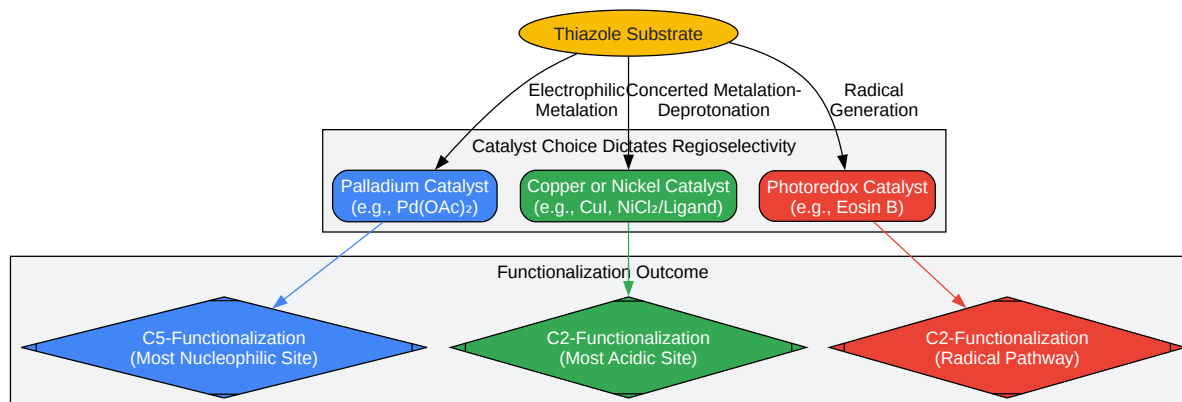 Thiazole Substrate
Electrophilic
Metalation
Concerted Metalation-
Deprotonation
Radical
Generation
Catalyst Choice Dictates Regioselectivity
Palladium Catalyst
(e.g., Pd(OAc)₂)
Copper or Nickel Catalyst
(e.g., CuI, NiCl₂/Ligand)
Photoredox Catalyst
(e.g., Eosin B)
Functionalization Outcome
C5-Functionalization
(Most Nucleophilic Site)
C2-Functionalization
(Most Acidic Site)
C2-Functionalization
(Radical Pathway)